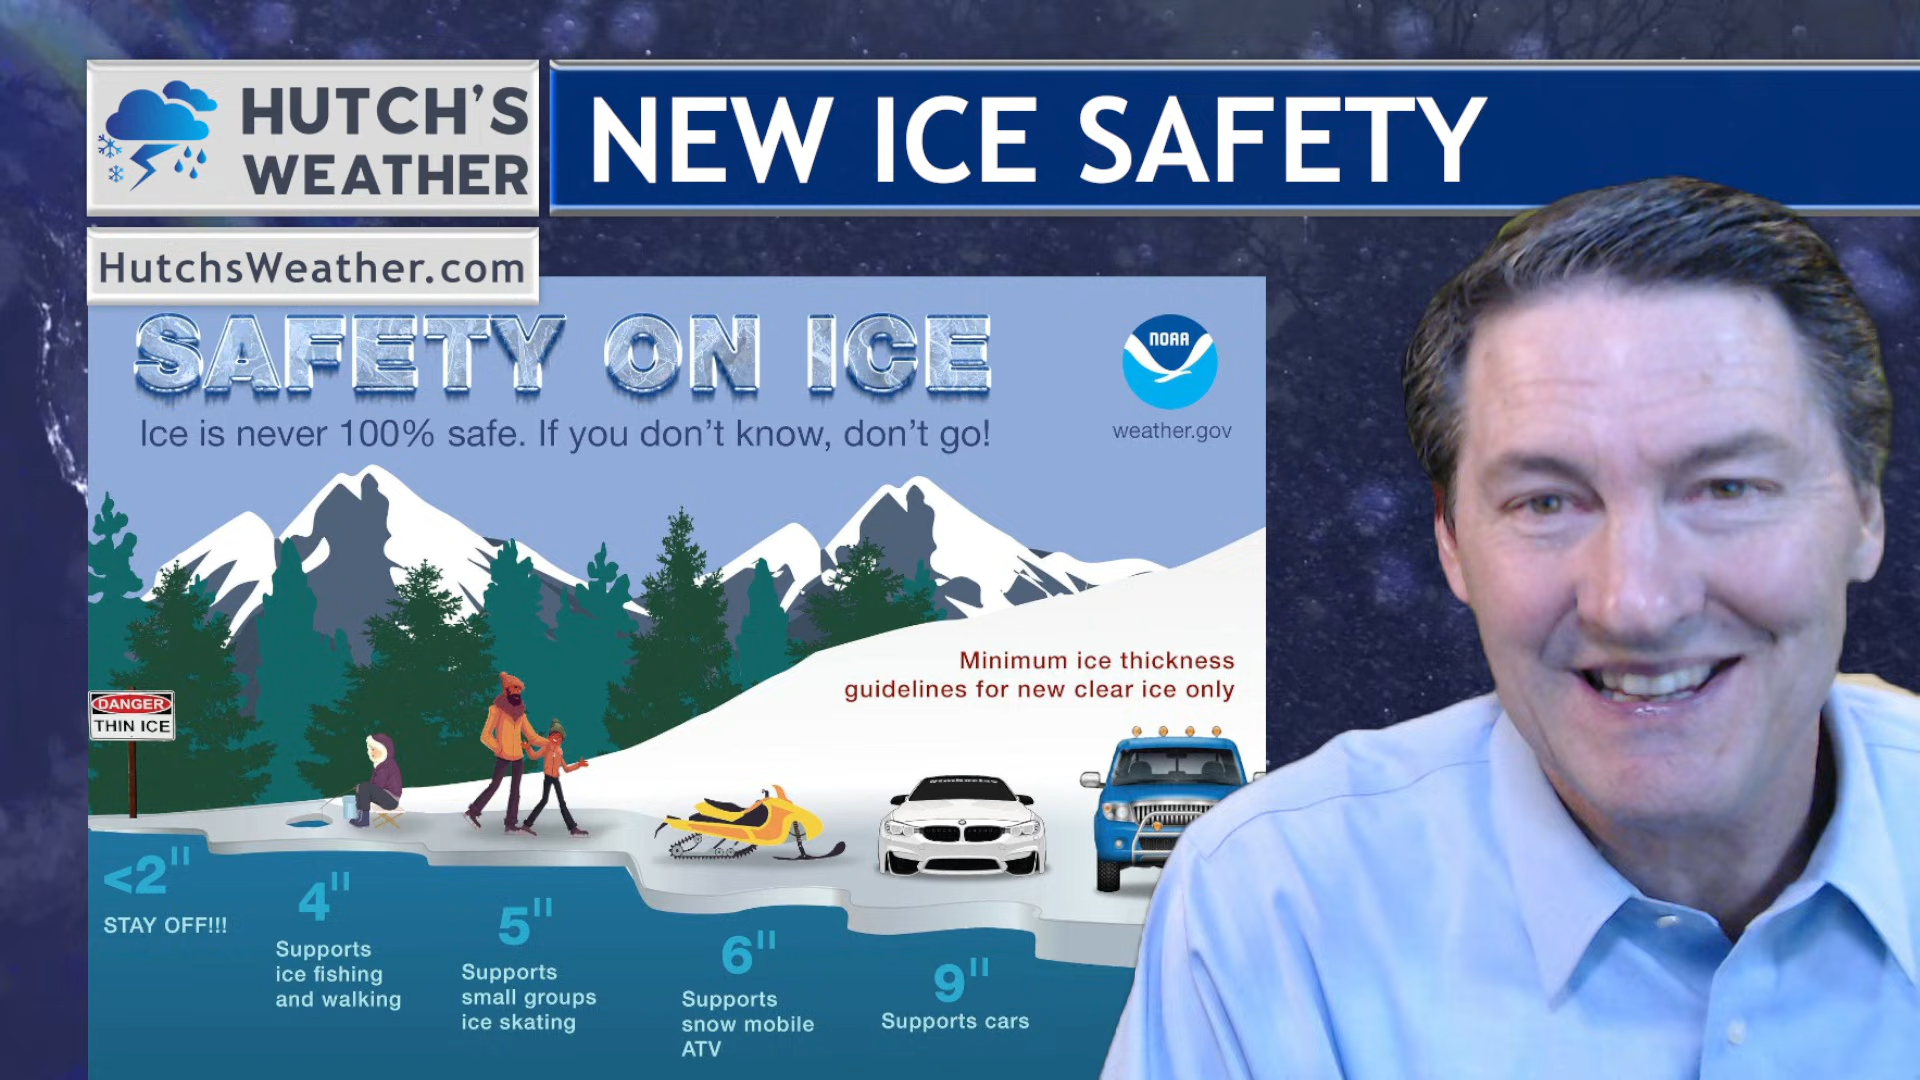 HUTCH'S
WEATHER
NEW ICE SAFETY
HutchsWeather.com
SAFETY ON ICE
Ice is never 100% safe. If you don't know, don't go!
NOAA
weather.gov
Minimum ice thickness
guidelines for new clear ice only
DANGER
THIN ICE
<2"
STAY OFF!!!
4"
Supports
ice fishing
and walking
5"
Supports
small groups
ice skating
6"
Supports
snow mobile
ATV
9"
Supports cars